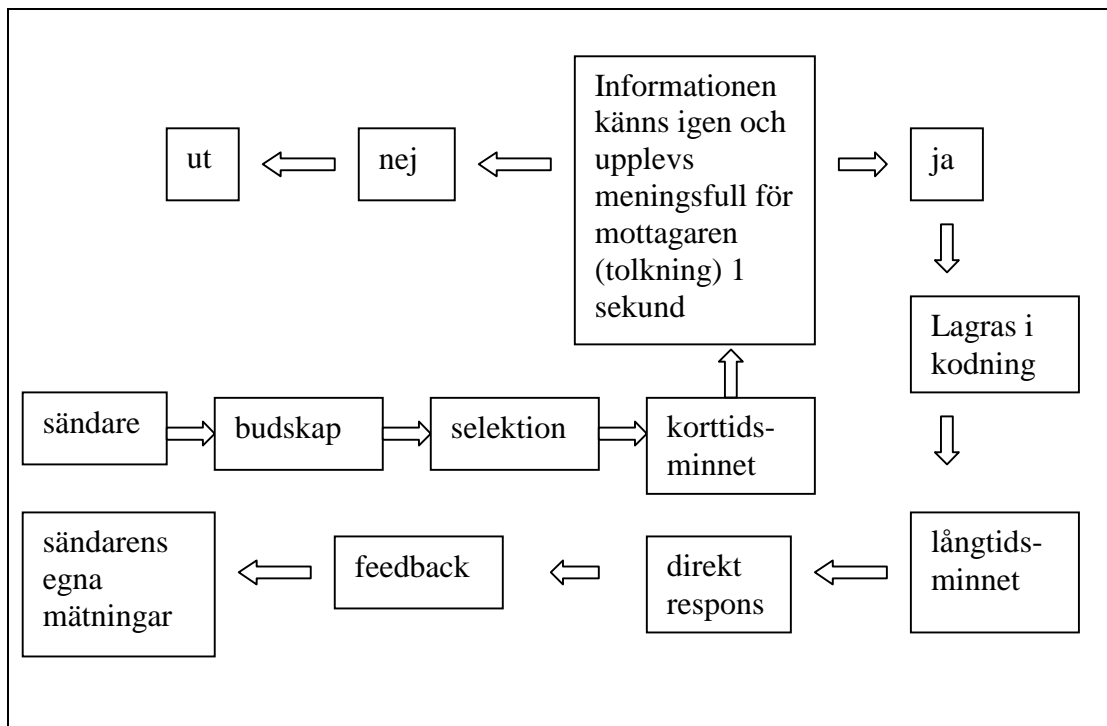 Informationen
känns igen och
upplevs
meningsfull för
mottagaren
(tolkning) 1
sekund
ut
nej
ja
Lagras i
kodning
sändare
budskap
selektion
korttids-
minnet
sändarens
egna
mätningar
feedback
direkt
respons
långtids-
minnet